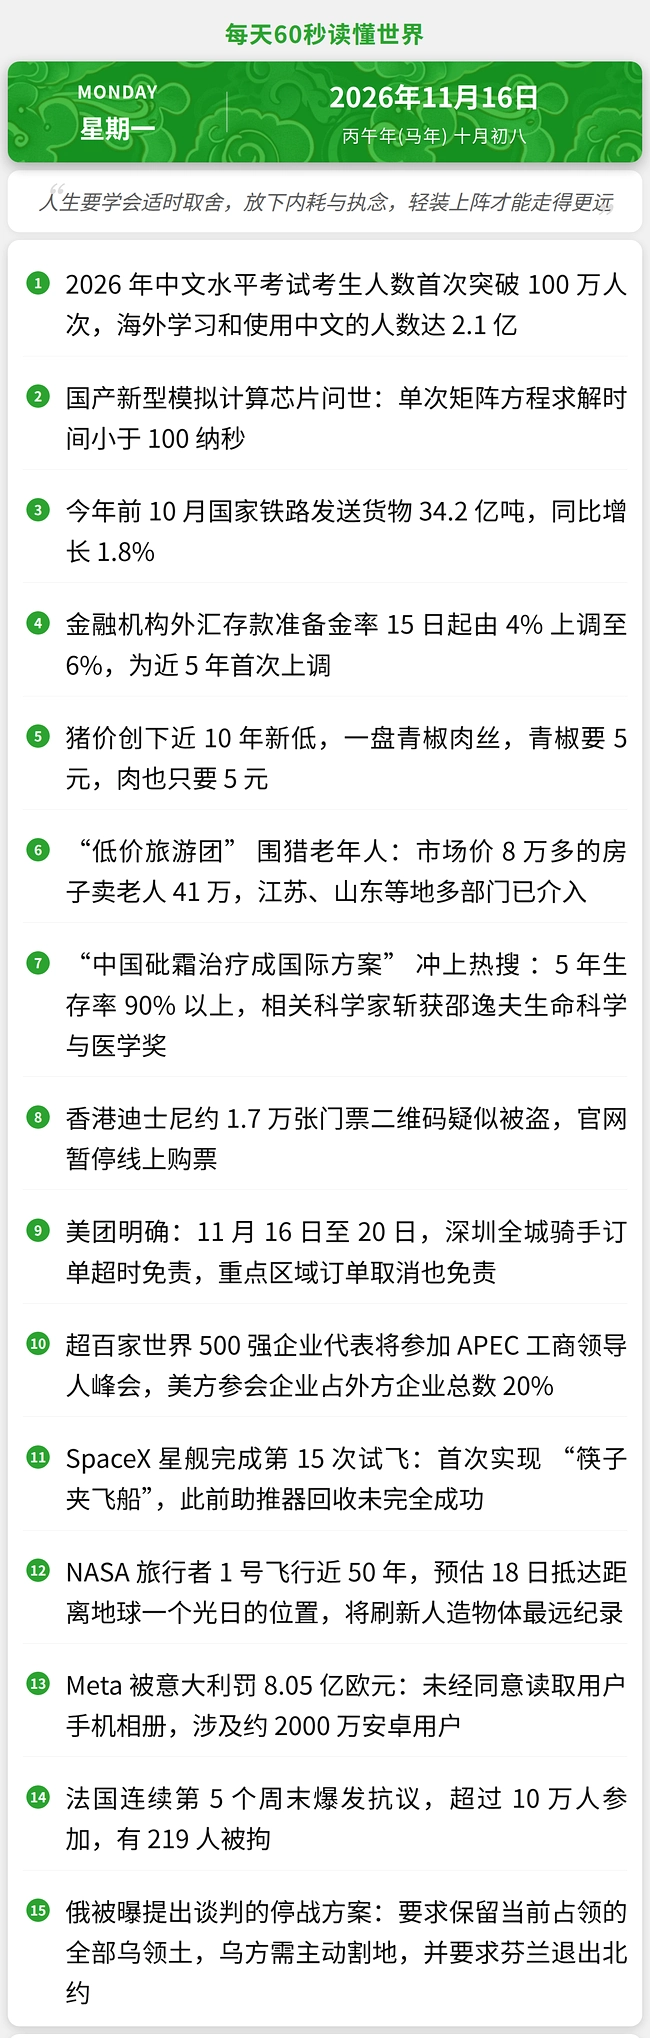 每天60秒读懂世界
MONDAY
星期一
2026年11月16日
丙午年(马年) 十月初八
“人生要学会适时取舍，放下内耗与执念，轻装上阵才能走得更远”
1 2026 年中文水平考试考生人数首次突破 100 万人
次，海外学习和使用中文的人数达 2.1 亿
2 国产新型模拟计算芯片问世：单次矩阵方程求解时
间小于 100 纳秒
3 今年前 10 月国家铁路发送货物 34.2 亿吨，同比增
长 1.8%
4 金融机构外汇存款准备金率 15 日起由 4% 上调至
6%，为近 5 年首次上调
5 猪价创下近 10 年新低，一盘青椒肉丝，青椒要 5
元，肉也只要 5 元
6 “低价旅游团” 围猎老年人：市场价 8 万多的房
子卖老人 41 万，江苏、山东等地多部门已介入
7 “中国砒霜治疗成国际方案” 冲上热搜 ：5 年生
存率 90% 以上，相关科学家斩获邵逸夫生命科学
与医学奖
8 香港迪士尼约 1.7 万张门票二维码疑似被盗，官网
暂停线上购票
9 美团明确：11 月 16 日至 20 日，深圳全城骑手订
单超时免责，重点区域订单取消也免责
10 超百家世界 500 强企业代表将参加 APEC 工商领导
人峰会，美方参会企业占外方企业总数 20%
11 SpaceX 星舰完成第 15 次试飞：首次实现 “筷子
夹飞船”，此前助推器回收未完全成功
12 NASA 旅行者 1 号飞行近 50 年，预估 18 日抵达距
离地球一个光日的位置，将刷新人造物体最远纪录
13 Meta 被意大利罚 8.05 亿欧元：未经同意读取用户
手机相册，涉及约 2000 万安卓用户
14 法国连续第 5 个周末爆发抗议，超过 10 万人参
加，有 219 人被拘
15 俄被曝提出谈判的停战方案：要求保留当前占领的
全部乌领土，乌方需主动割地，并要求芬兰退出北
约